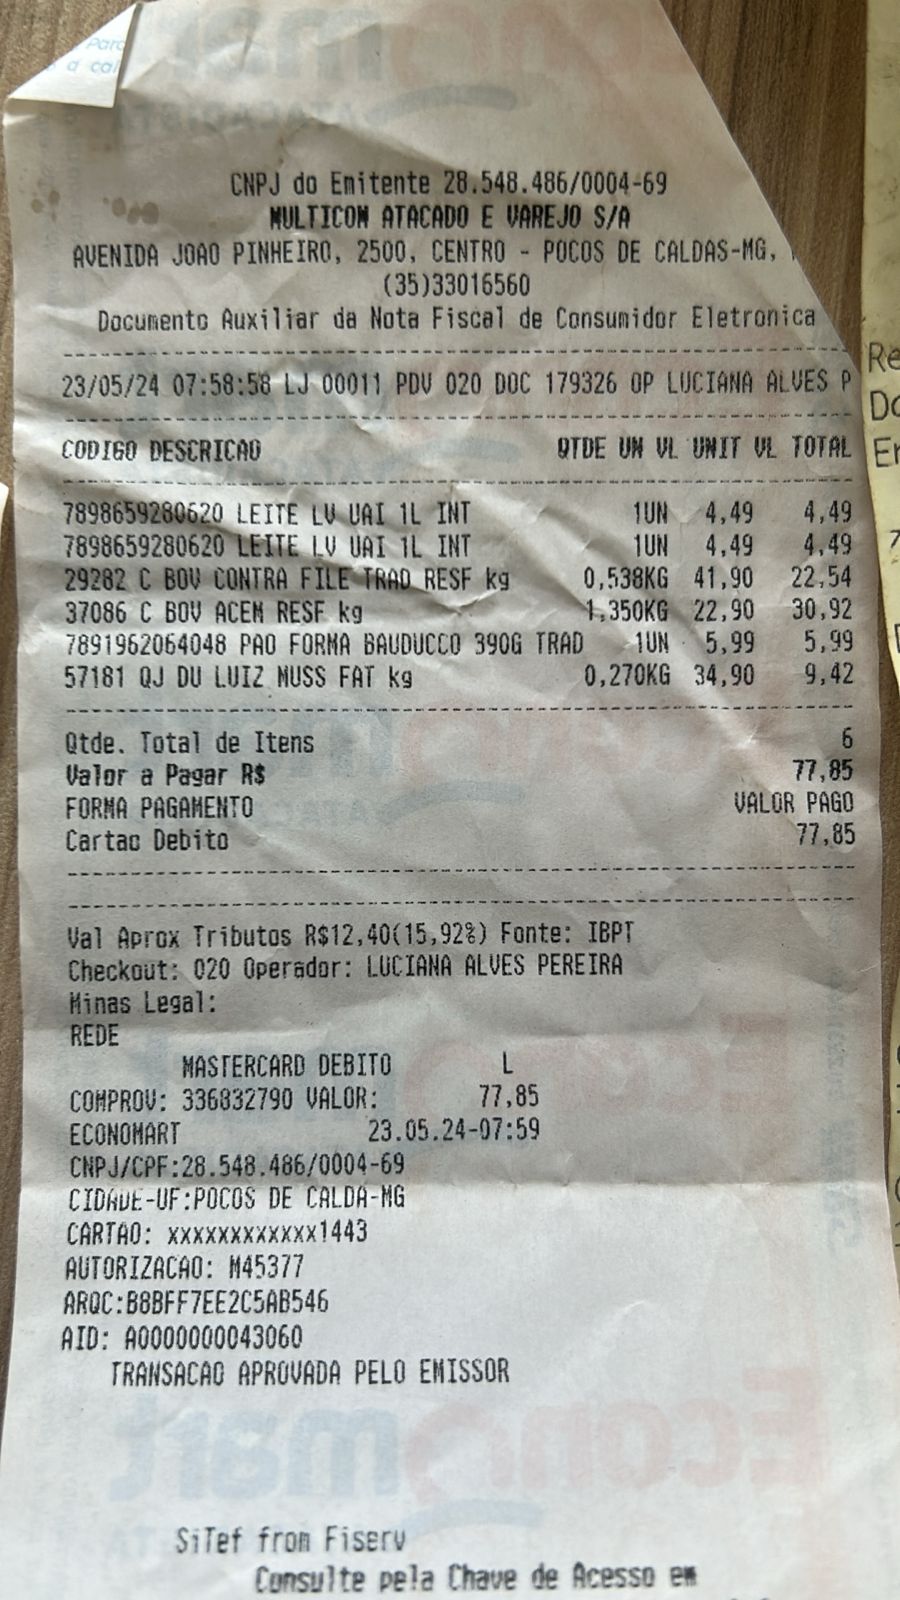 Para
a cal
CNPJ do Emitente 28.548.486/0004-69
MULTICOM ATACADO E VAREJO S/A
AVENIDA JOAO PINHEIRO, 2500, CENTRO - POCOS DE CALDAS-MG,
(35)33016560
Documento Auxiliar da Nota Fiscal de Consumidor Eletronica
23/05/24 07:58:58 LJ 00011 PDV 020 DOC 179326 OP LUCIANA ALVES P
CODIGO DESCRICAO QTDE UN VL UNIT VL TOTAL
7898659280620 LEITE LV UAI 1L INT 1UN 4,49 4,49
7898659280620 LEITE LV UAI 1L INT 1UN 4,49 4,49
29282 C BOV CONTRA FILE TRAD RESF kg 0,538KG 41,90 22,54
37086 C BOV ACEM RESF kg 1,350KG 22,90 30,92
7891962064048 PAO FORMA BAUDUCCO 390G TRAD 1UN 5,99 5,99
57181 QJ DU LUIZ MUSS FAT kg 0,270KG 34,90 9,42
Qtde. Total de Itens 6
Valor a Pagar R$ 77,85
FORMA PAGAMENTO VALOR PAGO
Cartao Debito 77,85
Val Aprox Tributos R$12,40(15,92%) Fonte: IBPT
Checkout: 020 Operador: LUCIANA ALVES PEREIRA
Minas Legal:
REDE
MASTERCARD DEBITO L
COMPROV: 336832790 VALOR: 77,85
ECONOMART 23.05.24-07:59
CNPJ/CPF:28.548.486/0004-69
CIDADE-UF:POCOS DE CALDA-MG
CARTAO: xxxxxxxxxxxx1443
AUTORIZACAO: M45377
ARQC:B8BFF7EE2C5AB546
AID: A0000000043060
TRANSACAO APROVADA PELO EMISSOR
SiTef from Fiserv
Consulte pela Chave de Acesso em